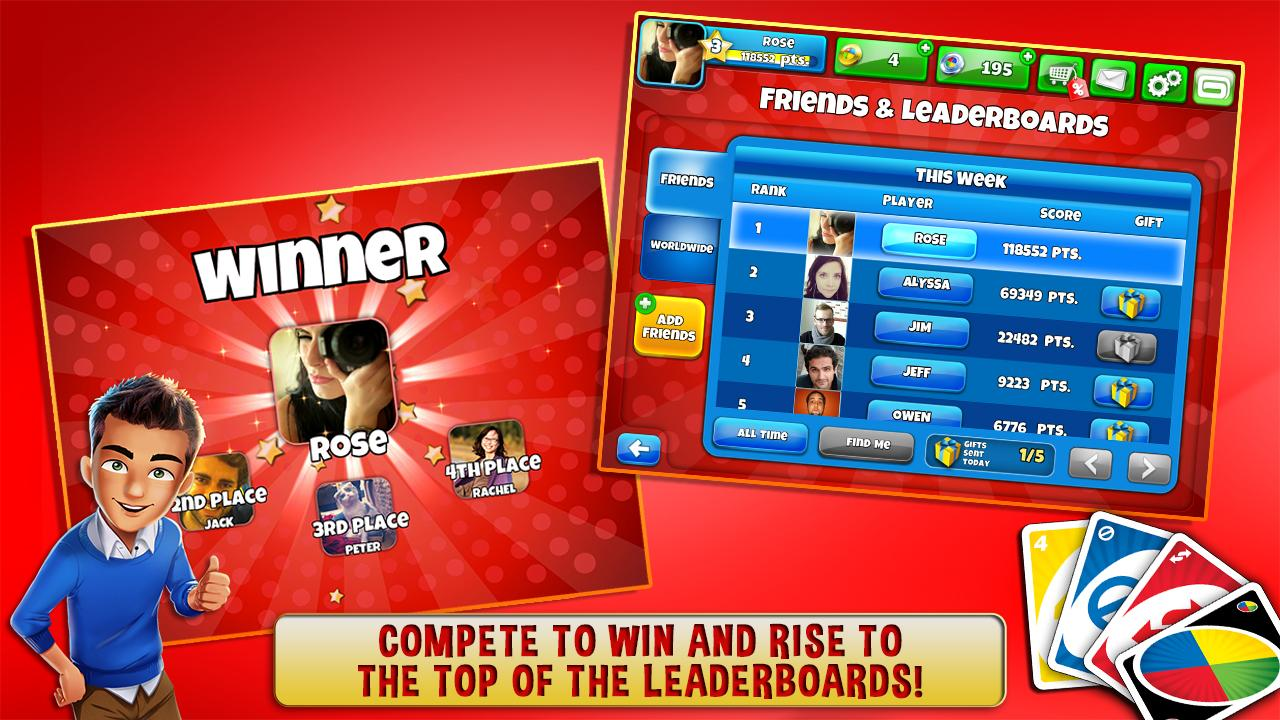 WINNER
ROSE
2ND PLACE
JACK
3RD PLACE
PETER
4TH PLACE
RACHEL
3
ROSE
118552 PTS.
4
195
%
FRIENDS & LEADERBOARDS
FRIENDS
WORLDWIDE
ADD
FRIENDS
THIS WEEK
RANK PLAYER SCORE GIFT
1 ROSE 118552 PTS.
2 ALYSSA 69349 PTS.
3 JIM 22482 PTS.
4 JEFF 9223 PTS.
5 OWEN 6776 PTS.
ALL TIME
FIND ME
GIFTS
SENT
TODAY
1/5
4
COMPETE TO WIN AND RISE TO
THE TOP OF THE LEADERBOARDS!